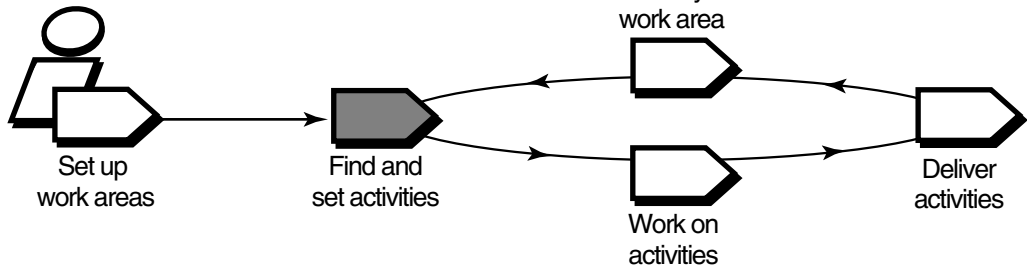 work area
Set up
work areas
Find and
set activities
Work on
activities
Deliver
activities